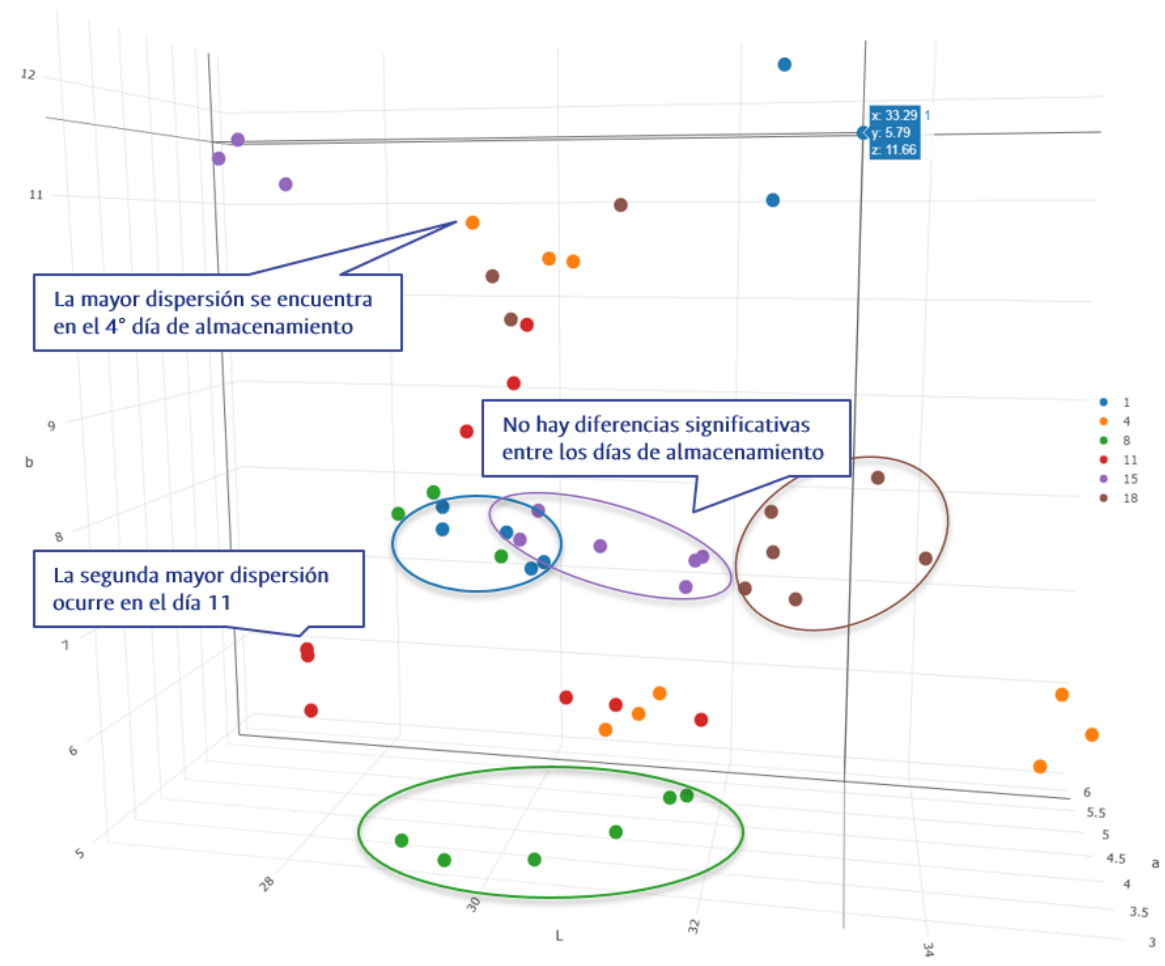 12
x: 33.29 1
y: 5.79
z: 11.66
11
La mayor dispersión se encuentra
en el 4° día de almacenamiento
1
4
8
11
15
18
No hay diferencias significativas
entre los días de almacenamiento
9
b
8
La segunda mayor dispersión
ocurre en el día 11
7
6
5
28
30
L
32
34
6
5.5
5
4.5
a
4
3.5
3